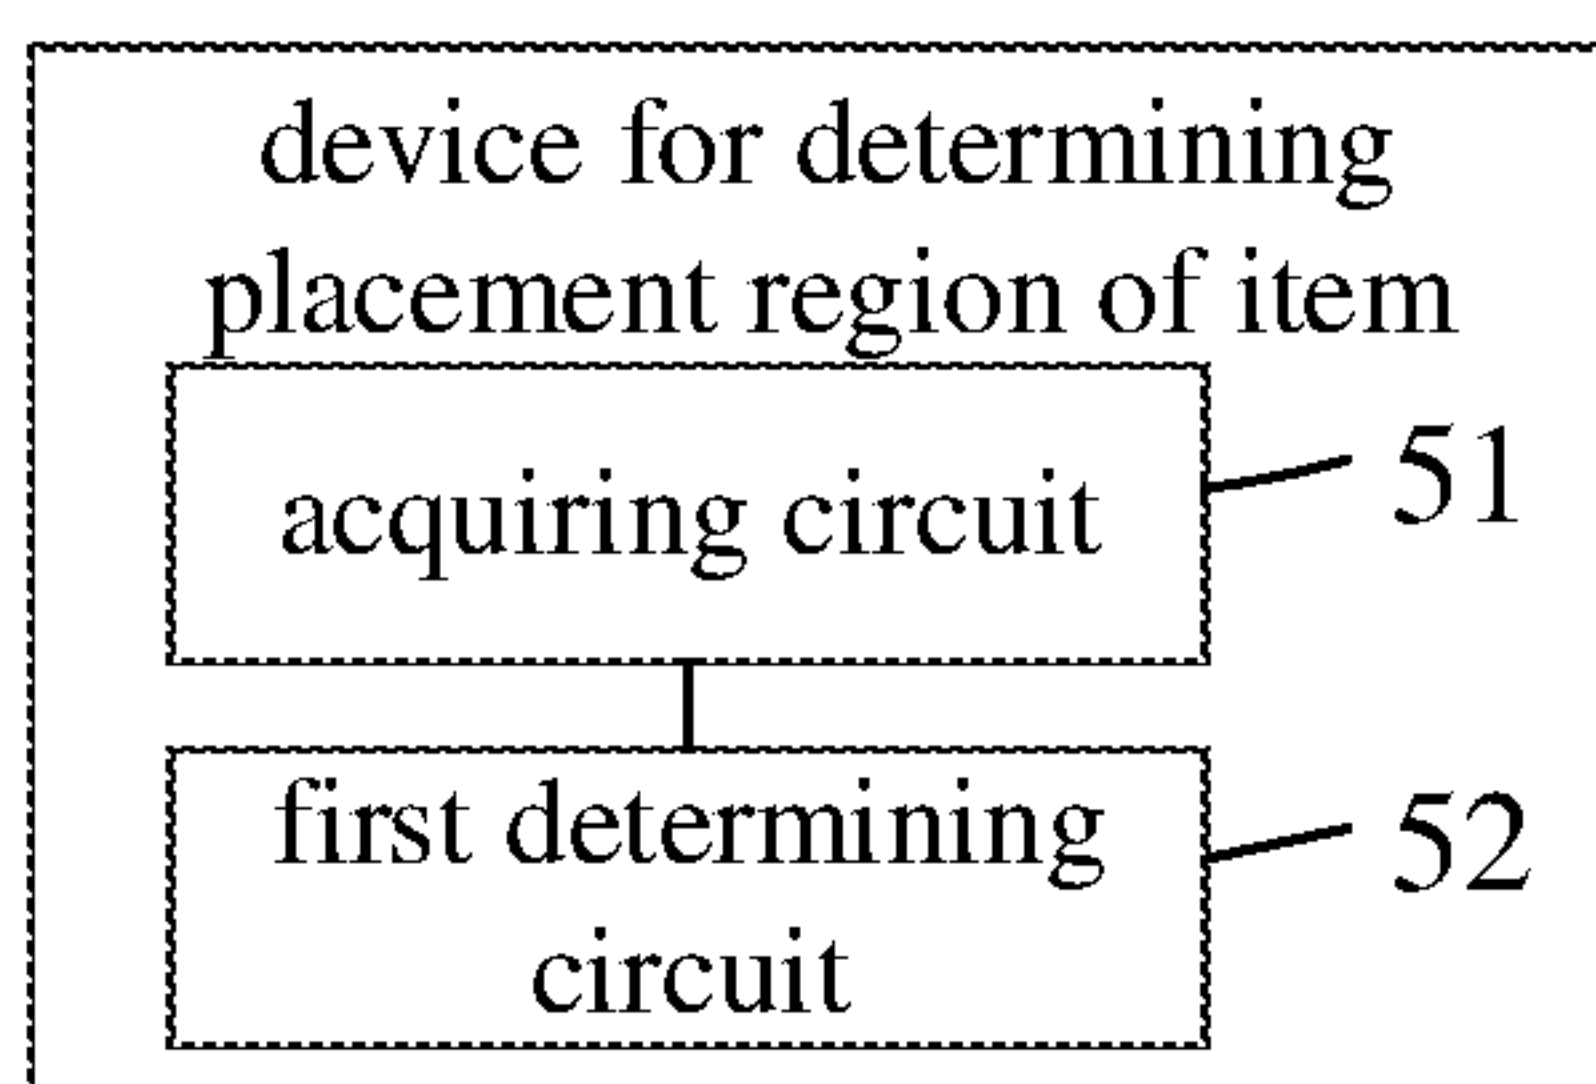 device for determining
placement region of item
acquiring circuit
51
first determining
circuit
52